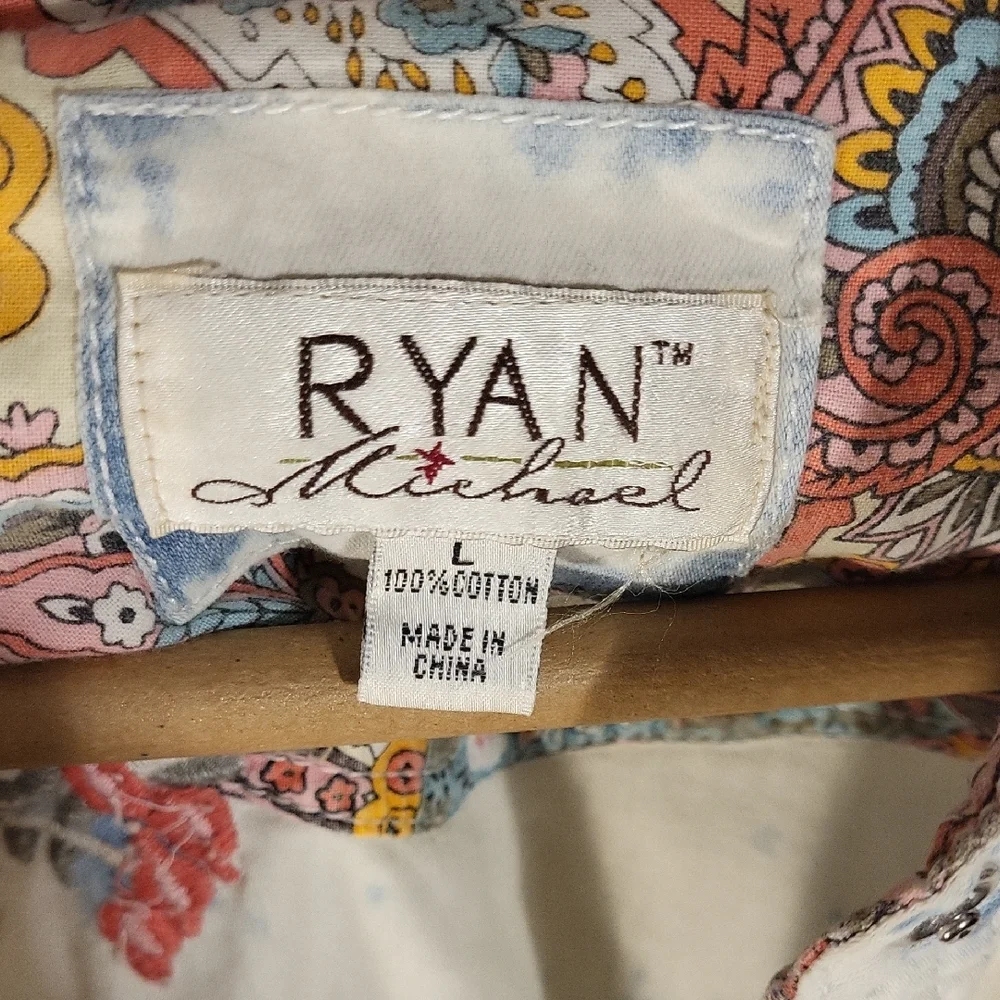 RYAN™
Michael
L
100% COTTON
MADE IN
CHINA